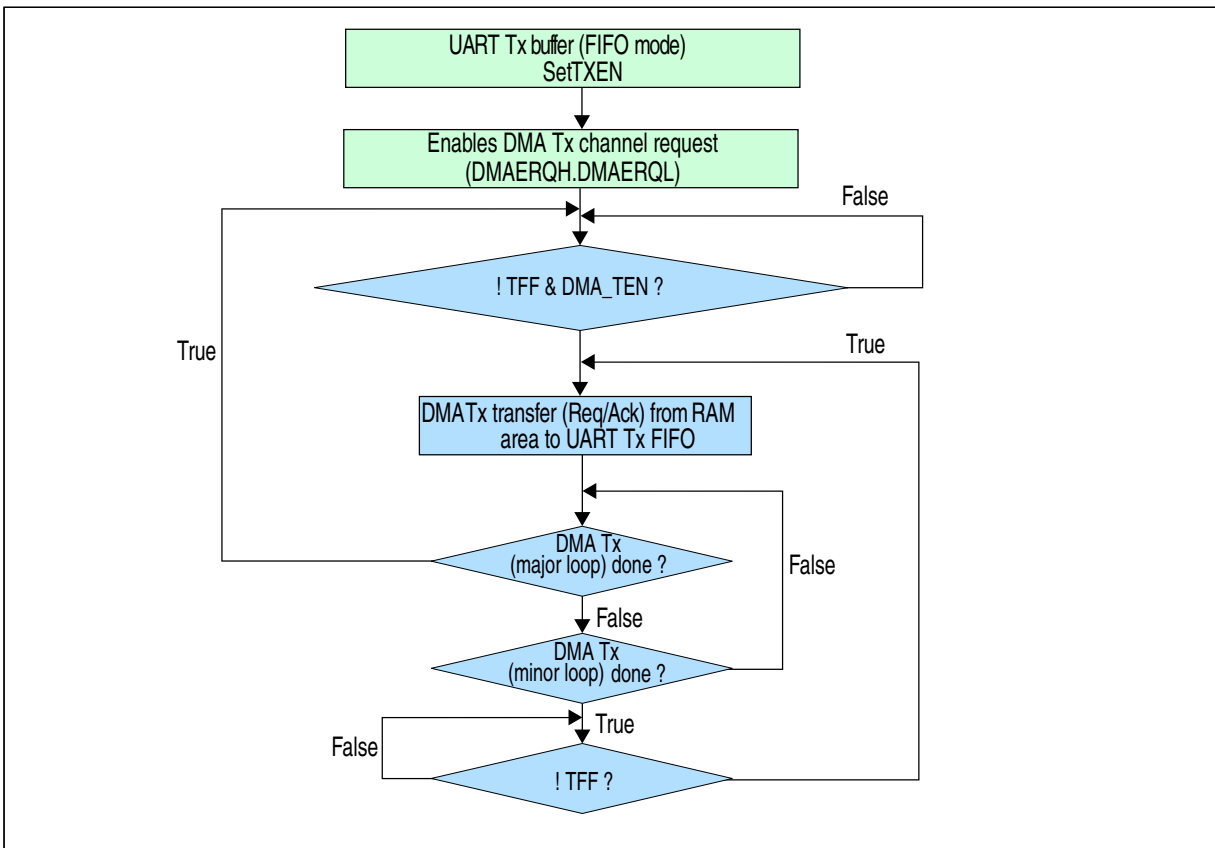 UART Tx buffer (FIFO mode)
SetTXEN
Enables DMA Tx channel request
(DMAERQH.DMAERQL)
False
! TFF & DMA_TEN ?
True
True
DMATx transfer (Req/Ack) from RAM
area to UART Tx FIFO
DMA Tx
(major loop) done ?
False
False
DMA Tx
(minor loop) done ?
True
False
! TFF ?